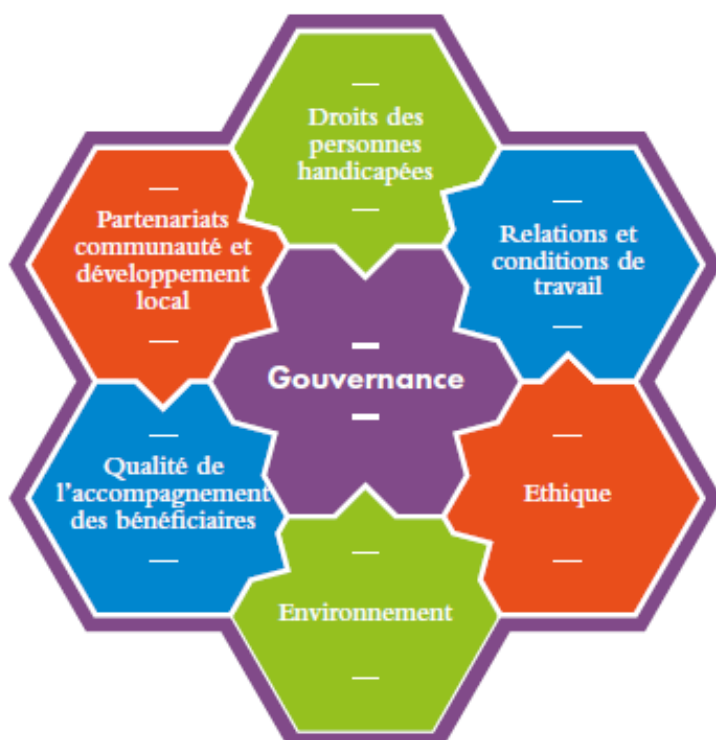 Droits des
personnes
handicapées
Partenariats
communauté et
développement
local
Relations et
conditions de
travail
Gouvernance
Qualité de
l'accompagnement
des bénéficiaires
Ethique
Environnement